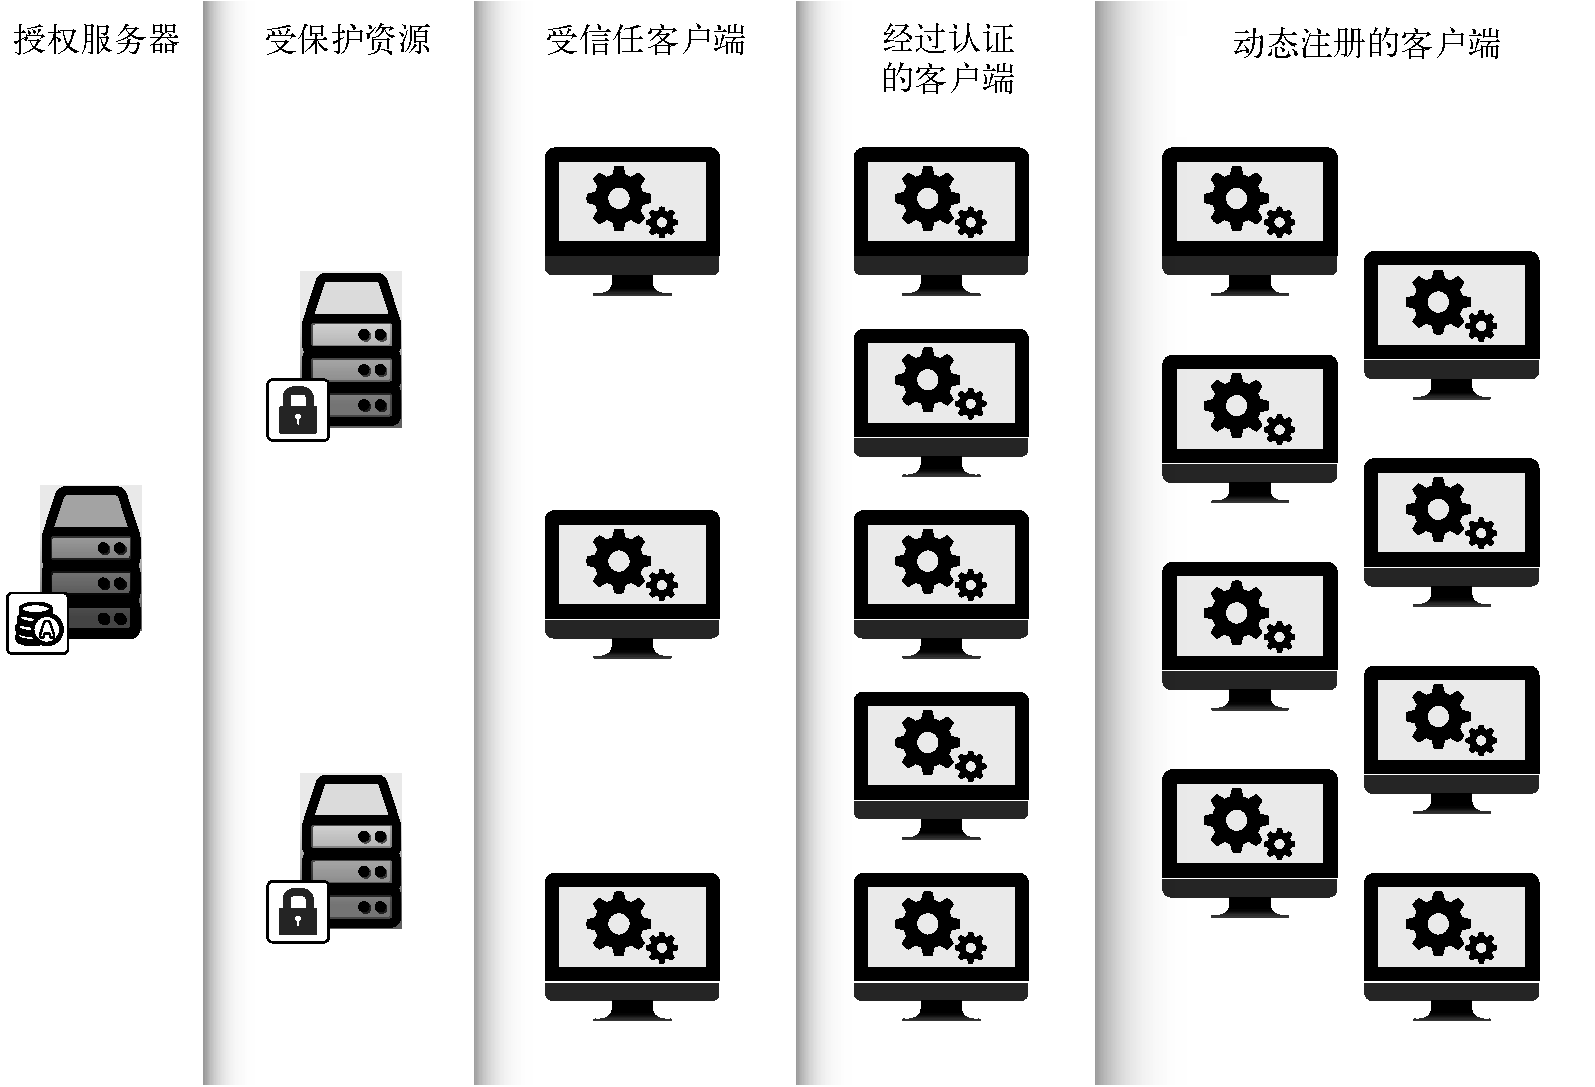 授权服务器
受保护资源
受信任客户端
经过认证
的客户端
动态注册的客户端
A